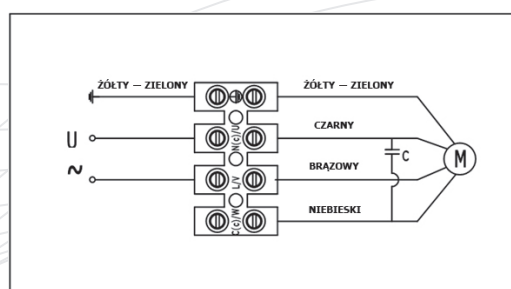 ŻÓŁTY — ZIELONY
ŻÓŁTY — ZIELONY
U
N(c)/U
CZARNY
C
M
~
L/V
BRĄZOWY
C(c)/W
NIEBIESKI